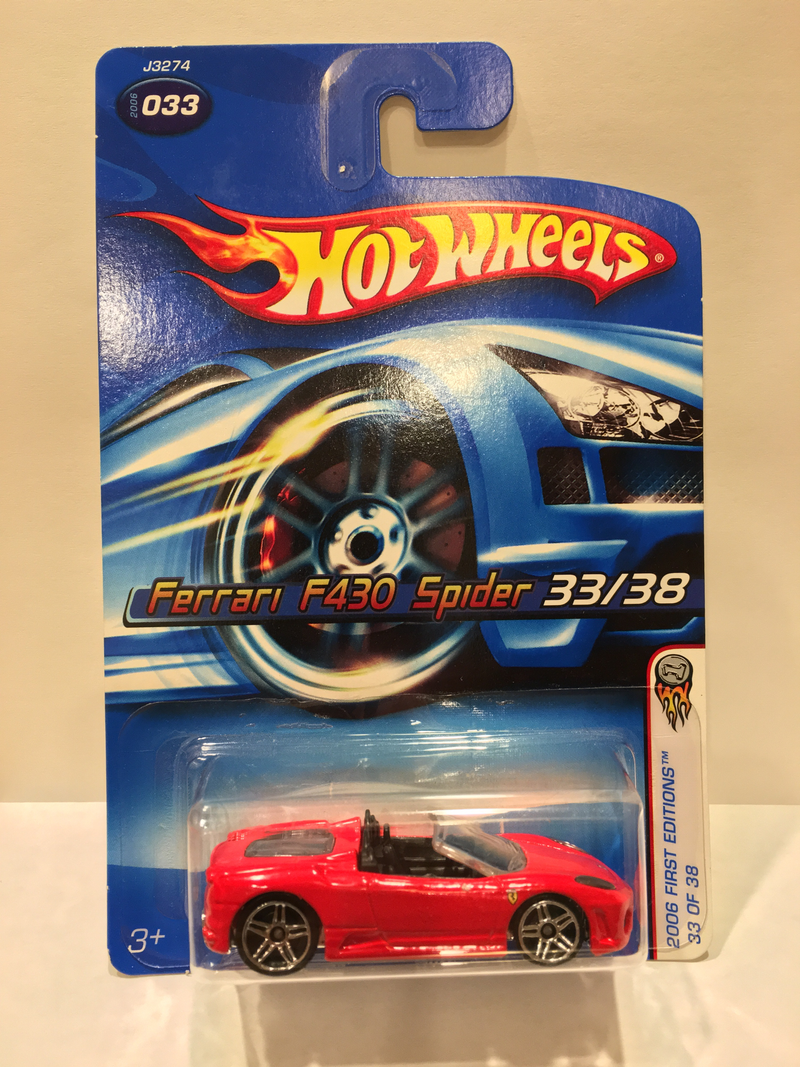 J3274
2006 033
HOT WHEELS®
Ferrari F430 Spider 33/38
2006 FIRST EDITIONS™
33 OF 38
3+